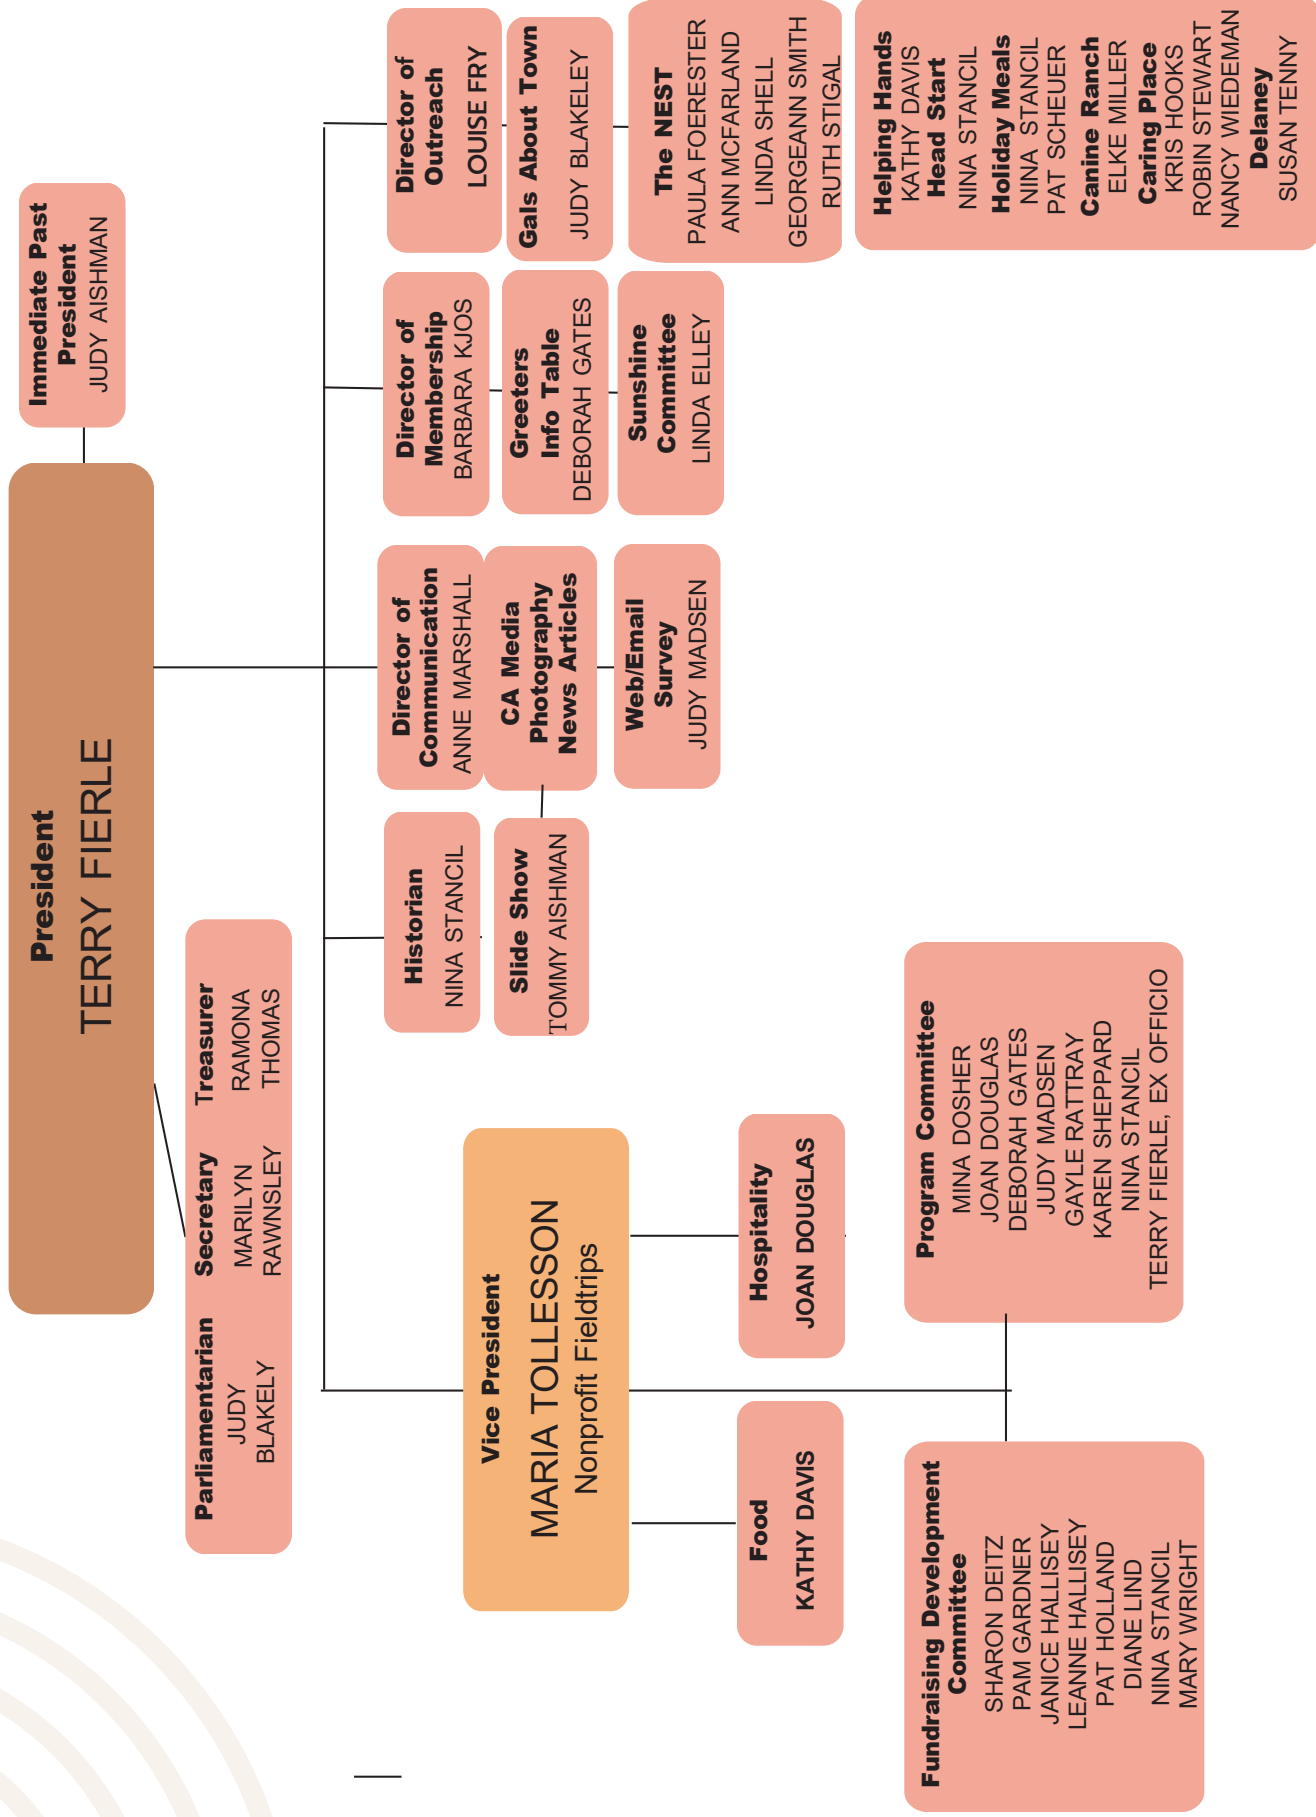 President
TERRY FIERLE
Immediate Past
President
JUDY AISHMAN
Parliamentarian Secretary Treasurer
JUDY MARILYN RAMONA
BLAKELY RAWNSLEY THOMAS
Vice President
MARIA TOLLESSON
Nonprofit Fieldtrips
Food
KATHY DAVIS
Hospitality
JOAN DOUGLAS
Fundraising Development
Committee
SHARON DEITZ
PAM GARDNER
JANICE HALLISEY
LEANNE HALLISEY
PAT HOLLAND
DIANE LIND
NINA STANCIL
MARY WRIGHT
Program Committee
MINA DOSHER
JOAN DOUGLAS
DEBORAH GATES
JUDY MADSEN
GAYLE RATTRAY
KAREN SHEPPARD
NINA STANCIL
TERRY FIERLE, EX OFFICIO
Historian
NINA STANCIL
Slide Show
TOMMY AISHMAN
Director of
Communication
ANNE MARSHALL
CA Media
Photography
News Articles
Web/Email
Survey
JUDY MADSEN
Director of
Membership
BARBARA KJOS
Greeters
Info Table
DEBORAH GATES
Sunshine
Committee
LINDA ELLEY
Director of
Outreach
LOUISE FRY
Gals About Town
JUDY BLAKELEY
The NEST
PAULA FOERESTER
ANN MCFARLAND
LINDA SHELL
GEORGEANN SMITH
RUTH STIGAL
Helping Hands
KATHY DAVIS
Head Start
NINA STANCIL
Holiday Meals
NINA STANCIL
PAT SCHEUER
Canine Ranch
ELKE MILLER
Caring Place
KRIS HOOKS
ROBIN STEWART
NANCY WIEDEMAN
Delaney
SUSAN TENNY